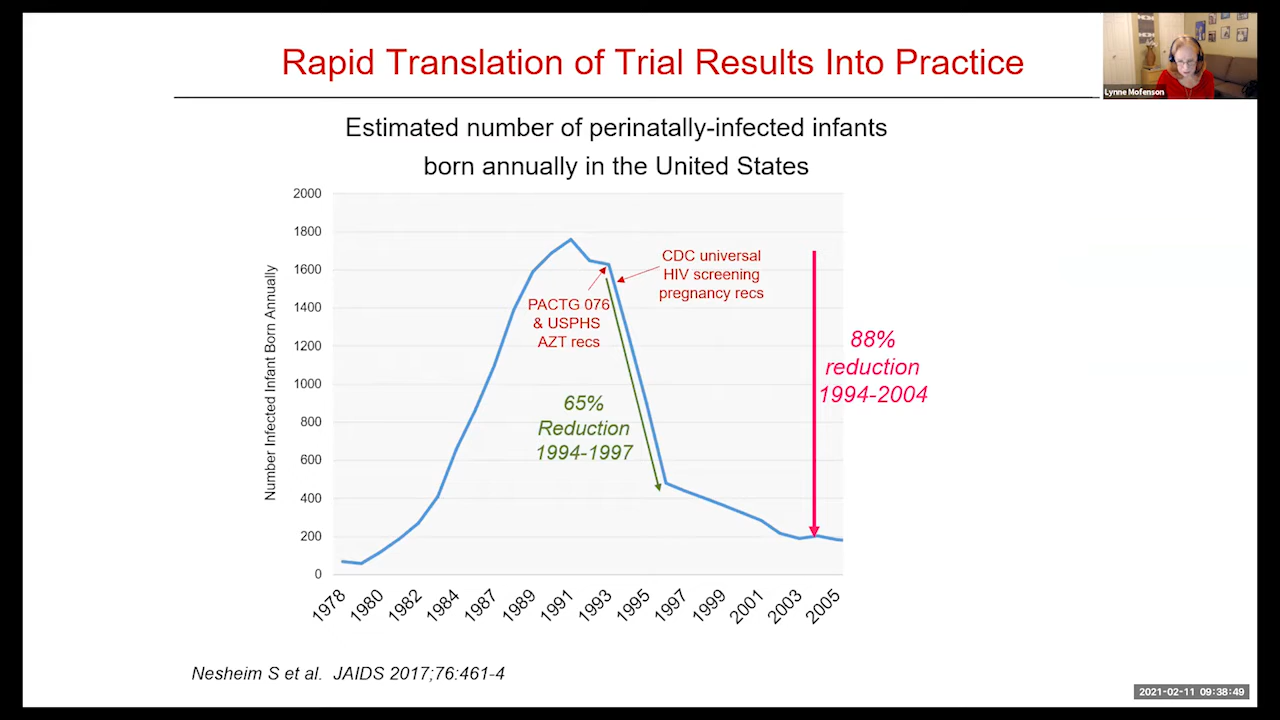 Rapid Translation of Trial Results Into Practice
Lynne Mofenson
Estimated number of perinatally-infected infants
born annually in the United States
Number Infected Infant Born Annually
2000
1800
1600
1400
1200
1000
800
600
400
200
0
PACTG 076
& USPHS
AZT recs
CDC universal
HIV screening
pregnancy recs
65%
Reduction
1994-1997
88%
reduction
1994-2004
1978 1980 1982 1984 1987 1989 1991 1993 1995 1997 1999 2001 2003 2005
Nesheim S et al. JAIDS 2017;76:461-4
2021-02-11 09:38:49